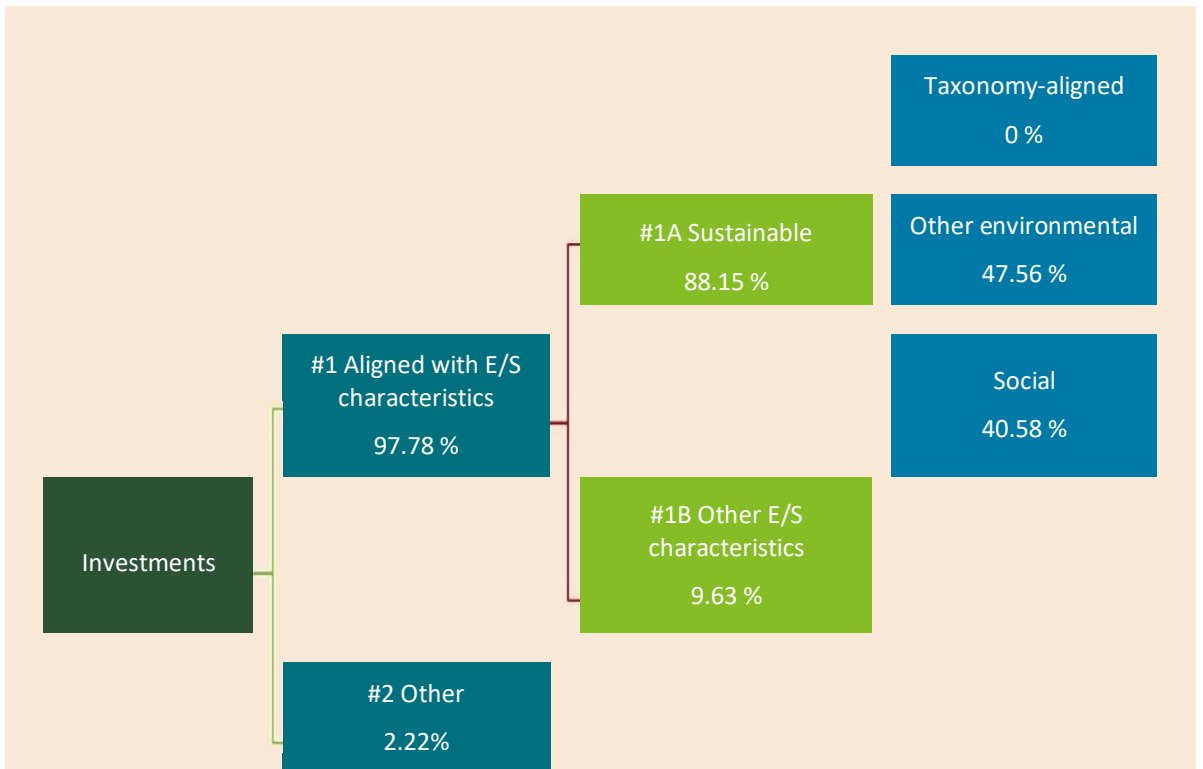 Taxonomy-aligned
0 %
#1A Sustainable
88.15 %
Other environmental
47.56 %
#1 Aligned with E/S
characteristics
97.78 %
Social
40.58 %
Investments
#1B Other E/S
characteristics
9.63 %
#2 Other
2.22%